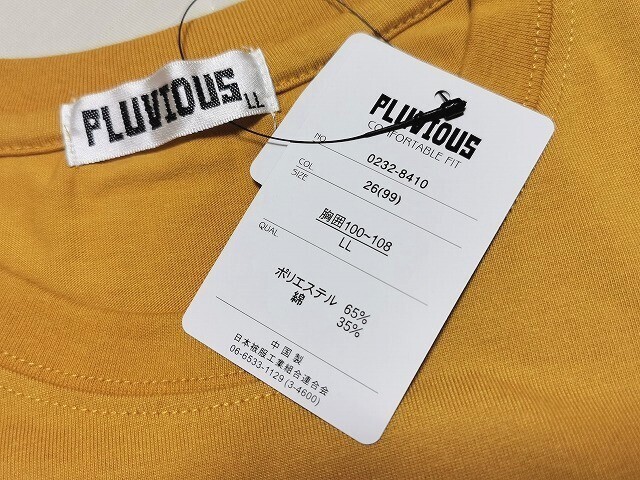 PLUVIOUS LL
PLUVIOUS
COMFORTABLE FIT
NO. 0232-8410
COL 26(99)
SIZE
胸囲100~108
LL
QUAL
ポリエステル 65%
綿 35%
中国製
日本被服工業組合連合会
06-6533-1129 (3-4600)